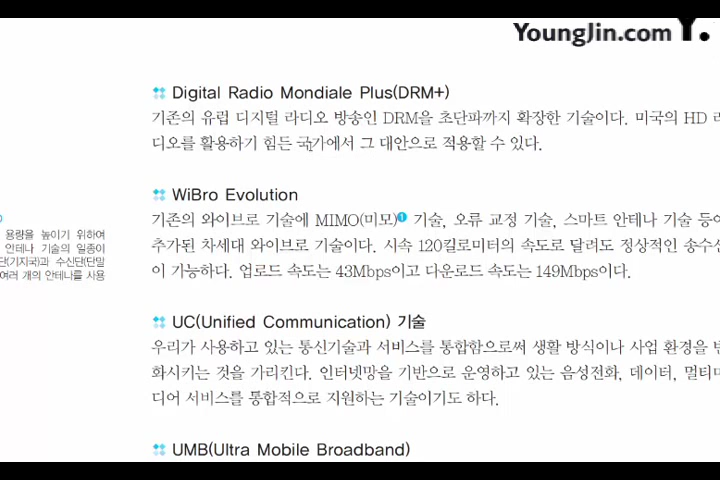 YoungJin.com Y.
Digital Radio Mondiale Plus(DRM+)
기존의 유럽 디지털 라디오 방송인 DRM을 초단파까지 확장한 기술이다. 미국의 HD
디오를 활용하기 힘든 국가에서 그 대안으로 적용할 수 있다.
WiBro Evolution
기존의 와이브로 기술에 MIMO(미모)❶ 기술, 오류 교정 기술, 스마트 안테나 기술 등이
추가된 차세대 와이브로 기술이다. 시속 120킬로미터의 속도로 달려도 정상적인 송수신
이 가능하다. 업로드 속도는 43Mbps이고 다운로드 속도는 149Mbps이다.
용량을 높이기 위하여
안테나 기술의 일종이
단(기지국)과 수신단(단말
여러 개의 안테나를 사용
UC(Unified Communication) 기술
우리가 사용하고 있는 통신기술과 서비스를 통합함으로써 생활 방식이나 사업 환경을
화시키는 것을 가리킨다. 인터넷망을 기반으로 운영하고 있는 음성전화, 데이터, 멀티미
디어 서비스를 통합적으로 지원하는 기술이기도 하다.
UMB(Ultra Mobile Broadband)